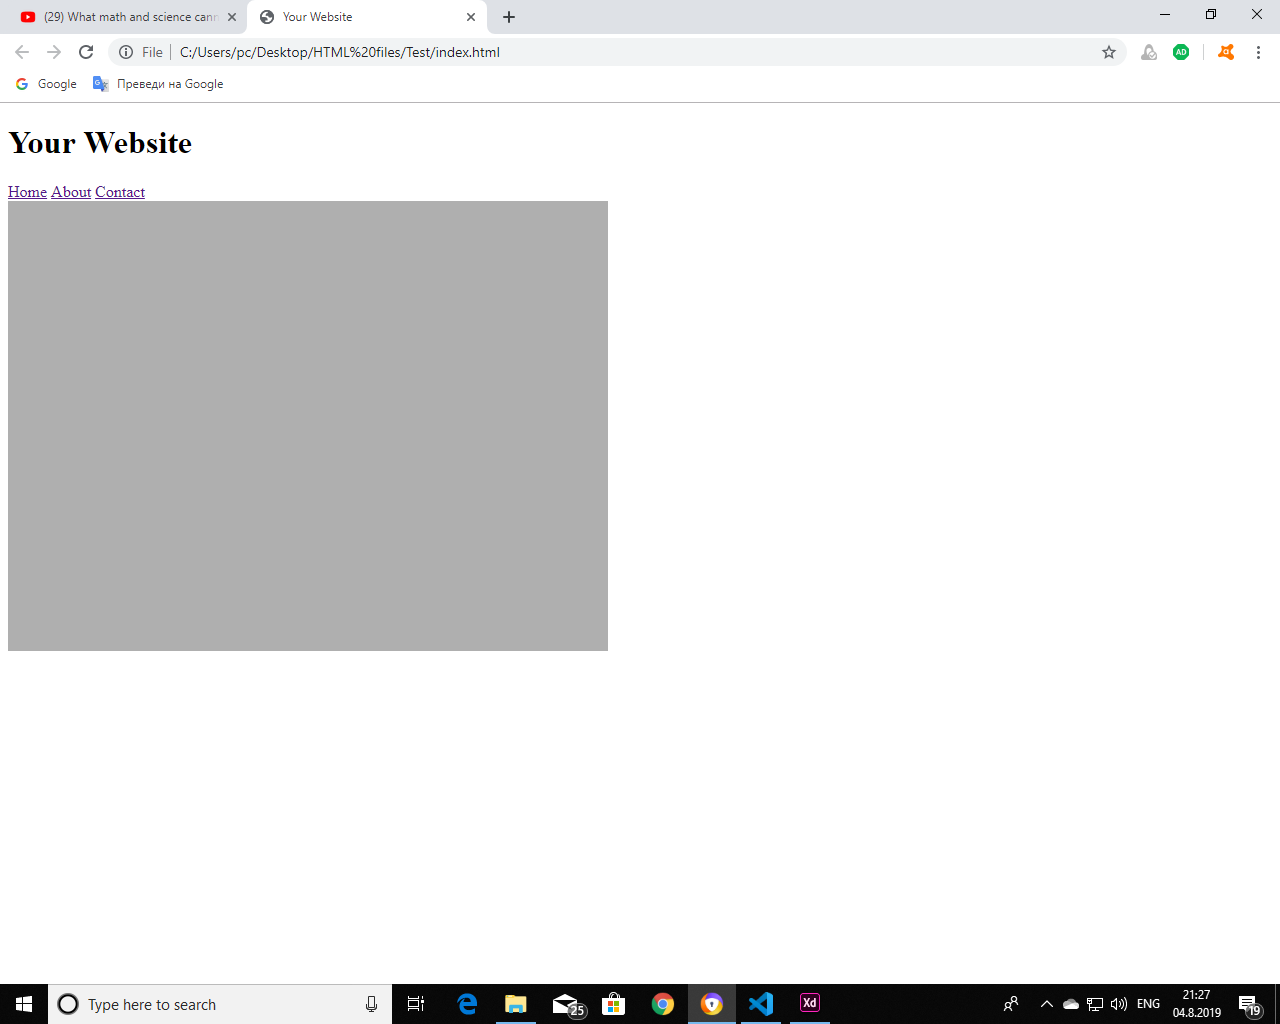 (29) What math and science cann
Your Website
File
C:/Users/pc/Desktop/HTML%20files/Test/index.html
AD
Google
Преведи на Google
Your Website
Home About Contact
Type here to search
25
Xd
ENG
21:27
04.8.2019
19